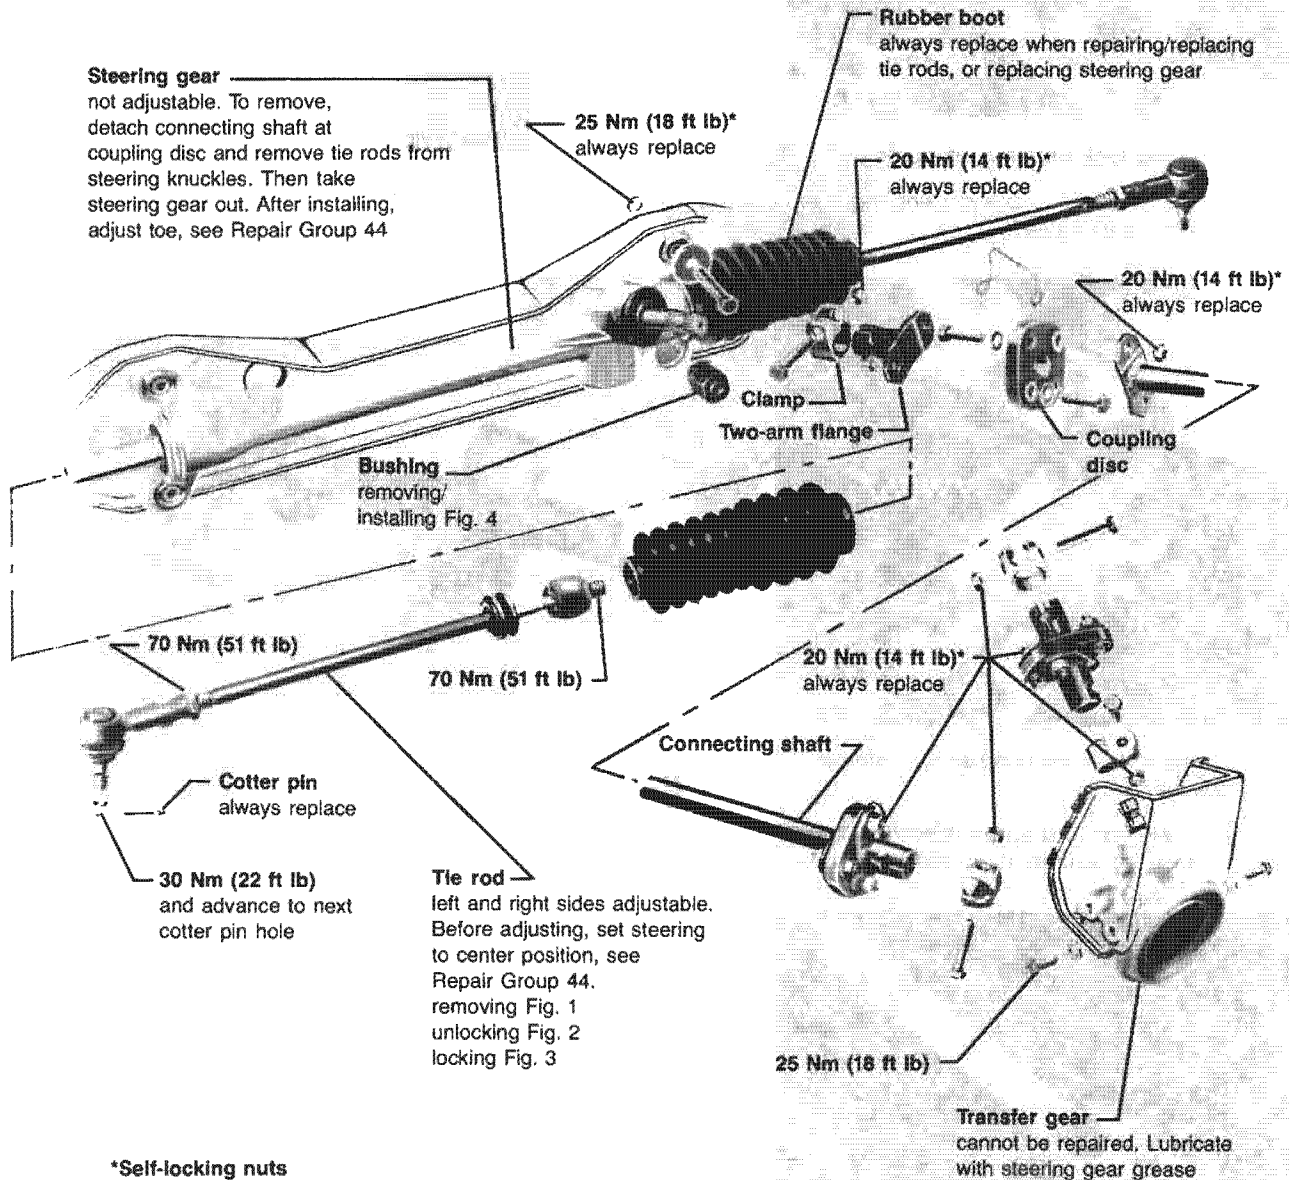 Rubber boot
always replace when repairing/replacing
tie rods, or replacing steering gear
Steering gear
not adjustable. To remove,
detach connecting shaft at
coupling disc and remove tie rods from
steering knuckles. Then take
steering gear out. After installing,
adjust toe, see Repair Group 44
25 Nm (18 ft lb)*
always replace
20 Nm (14 ft lb)*
always replace
20 Nm (14 ft lb)*
always replace
Clamp
Two-arm flange
Coupling
disc
Bushing
removing/
installing Fig. 4
70 Nm (51 ft lb)
70 Nm (51 ft lb)
20 Nm (14 ft lb)*
always replace
Connecting shaft
Cotter pin
always replace
30 Nm (22 ft lb)
and advance to next
cotter pin hole
Tie rod
left and right sides adjustable.
Before adjusting, set steering
to center position, see
Repair Group 44.
removing Fig. 1
unlocking Fig. 2
locking Fig. 3
25 Nm (18 ft lb)
Transfer gear
cannot be repaired. Lubricate
with steering gear grease
*Self-locking nuts